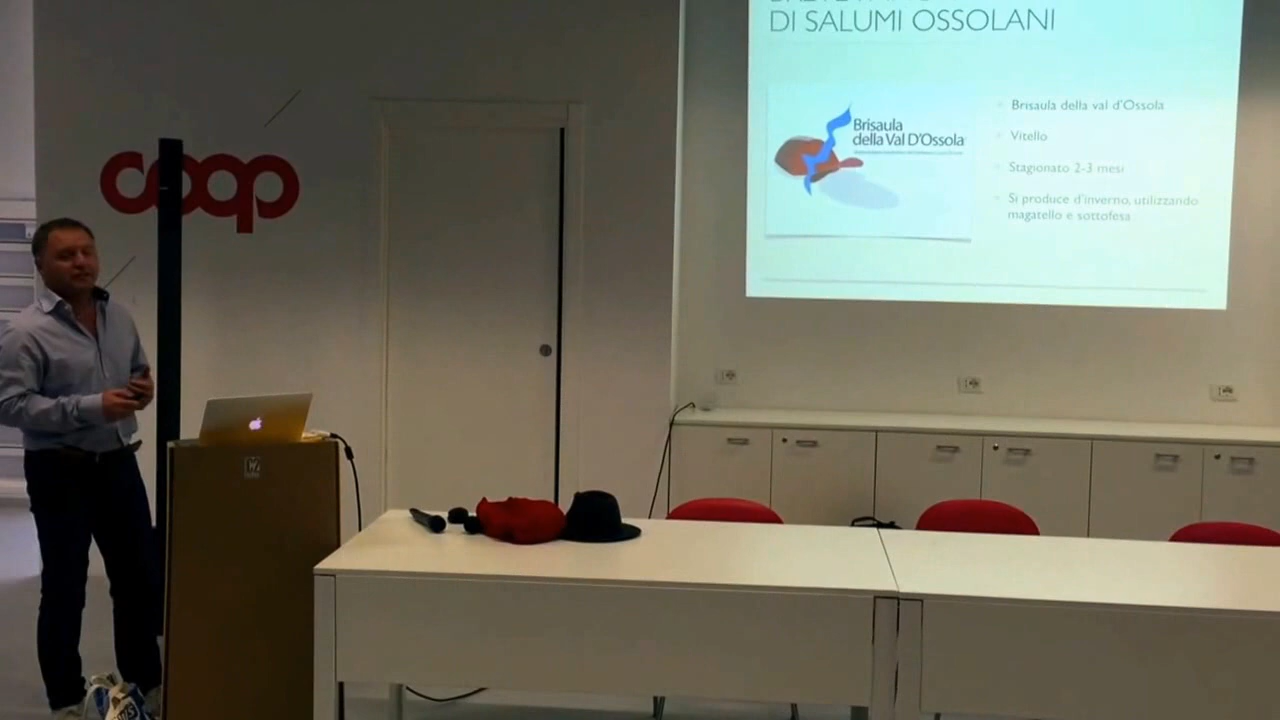 DI SALUMI OSSOLANI
Brisaula
della Val D'Ossola
Brisaula della val d'Ossola
Vitello
Stagionato 2-3 mesi
Si produce d'inverno, utilizzando
magatello e sottofesa
coop